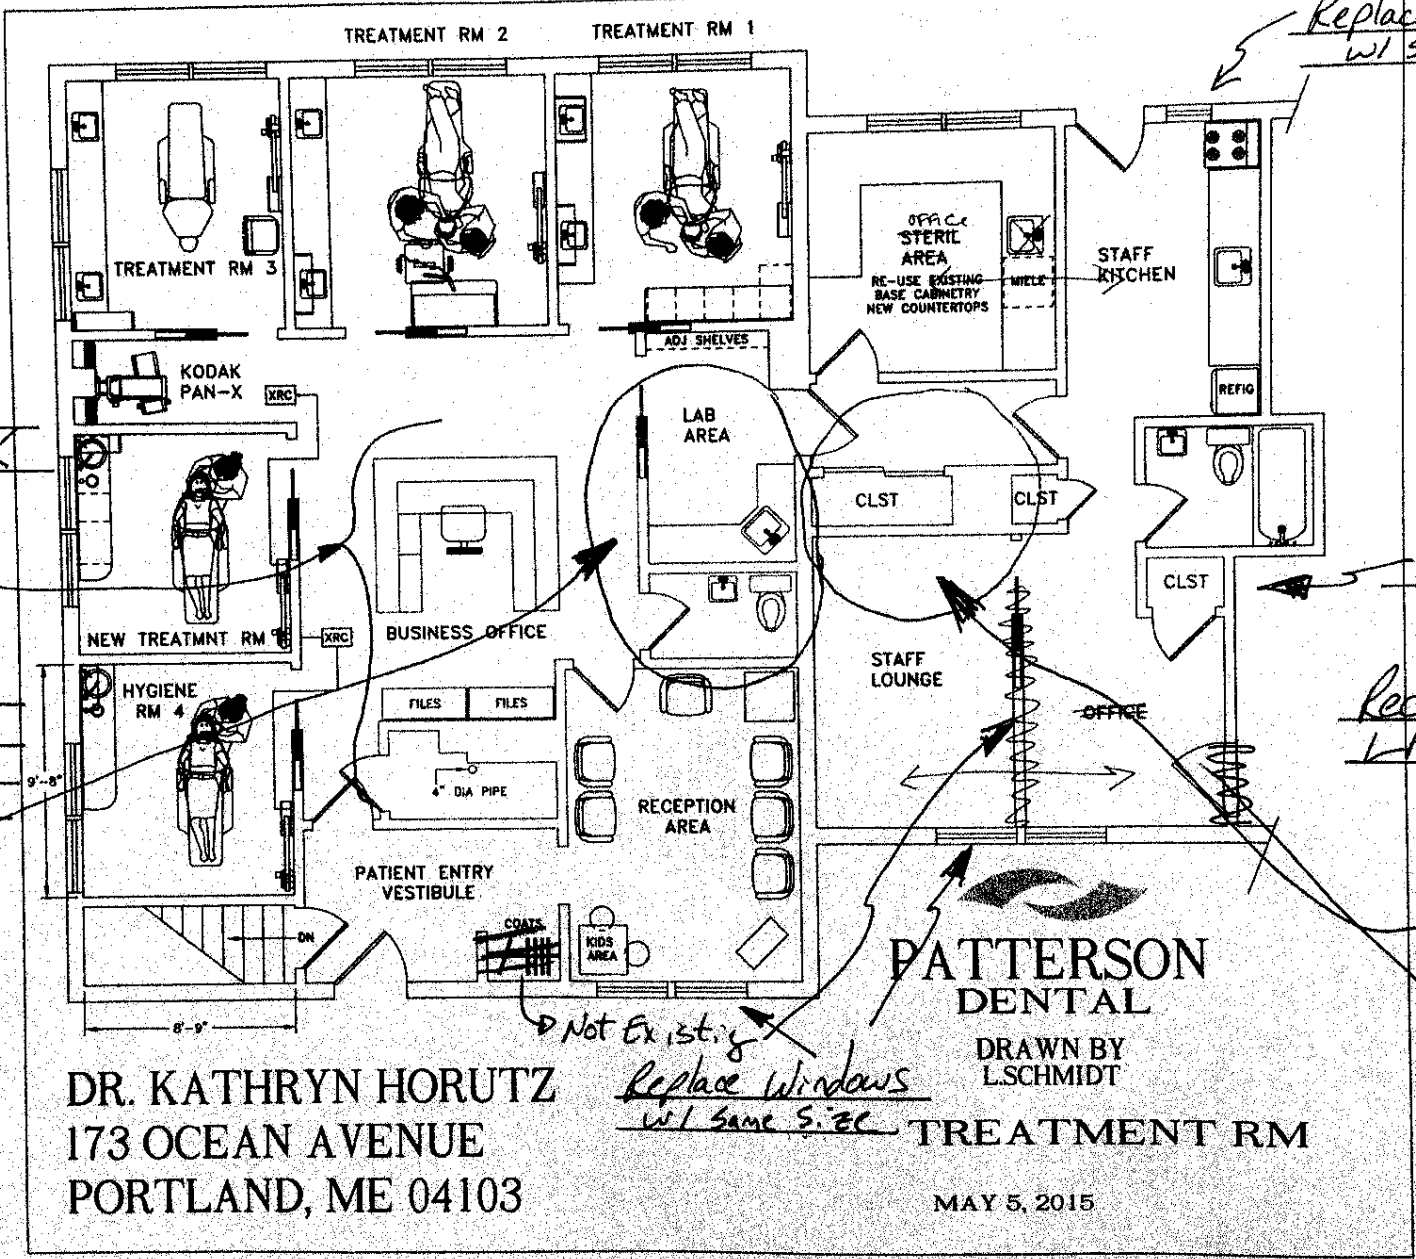 TREATMENT RM 2
TREATMENT RM 1
Replac
w/ s
TREATMENT RM 3
OFFICE
STERIL
AREA
RE-USE EXISTING
BASE CABINETRY
NEW COUNTERTOPS
MIELE
STAFF
KITCHEN
ADJ SHELVES
KODAK
PAN-X
XRC
REFIG
LAB
AREA
CLST
CLST
CLST
NEW TREATMNT RM
XRC
BUSINESS OFFICE
STAFF
LOUNGE
OFFICE
HYGIENE
RM 4
FILES
FILES
9'-8"
4" DIA PIPE
RECEPTION
AREA
PATIENT ENTRY
VESTIBULE
COATS
KIDS
AREA
DN
8'-9"
Not Existig
Replace Windows
w/ Same Size
PATTERSON
DENTAL
DRAWN BY
L.SCHMIDT
DR. KATHRYN HORUTZ
173 OCEAN AVENUE
PORTLAND, ME 04103
TREATMENT RM
MAY 5, 2015